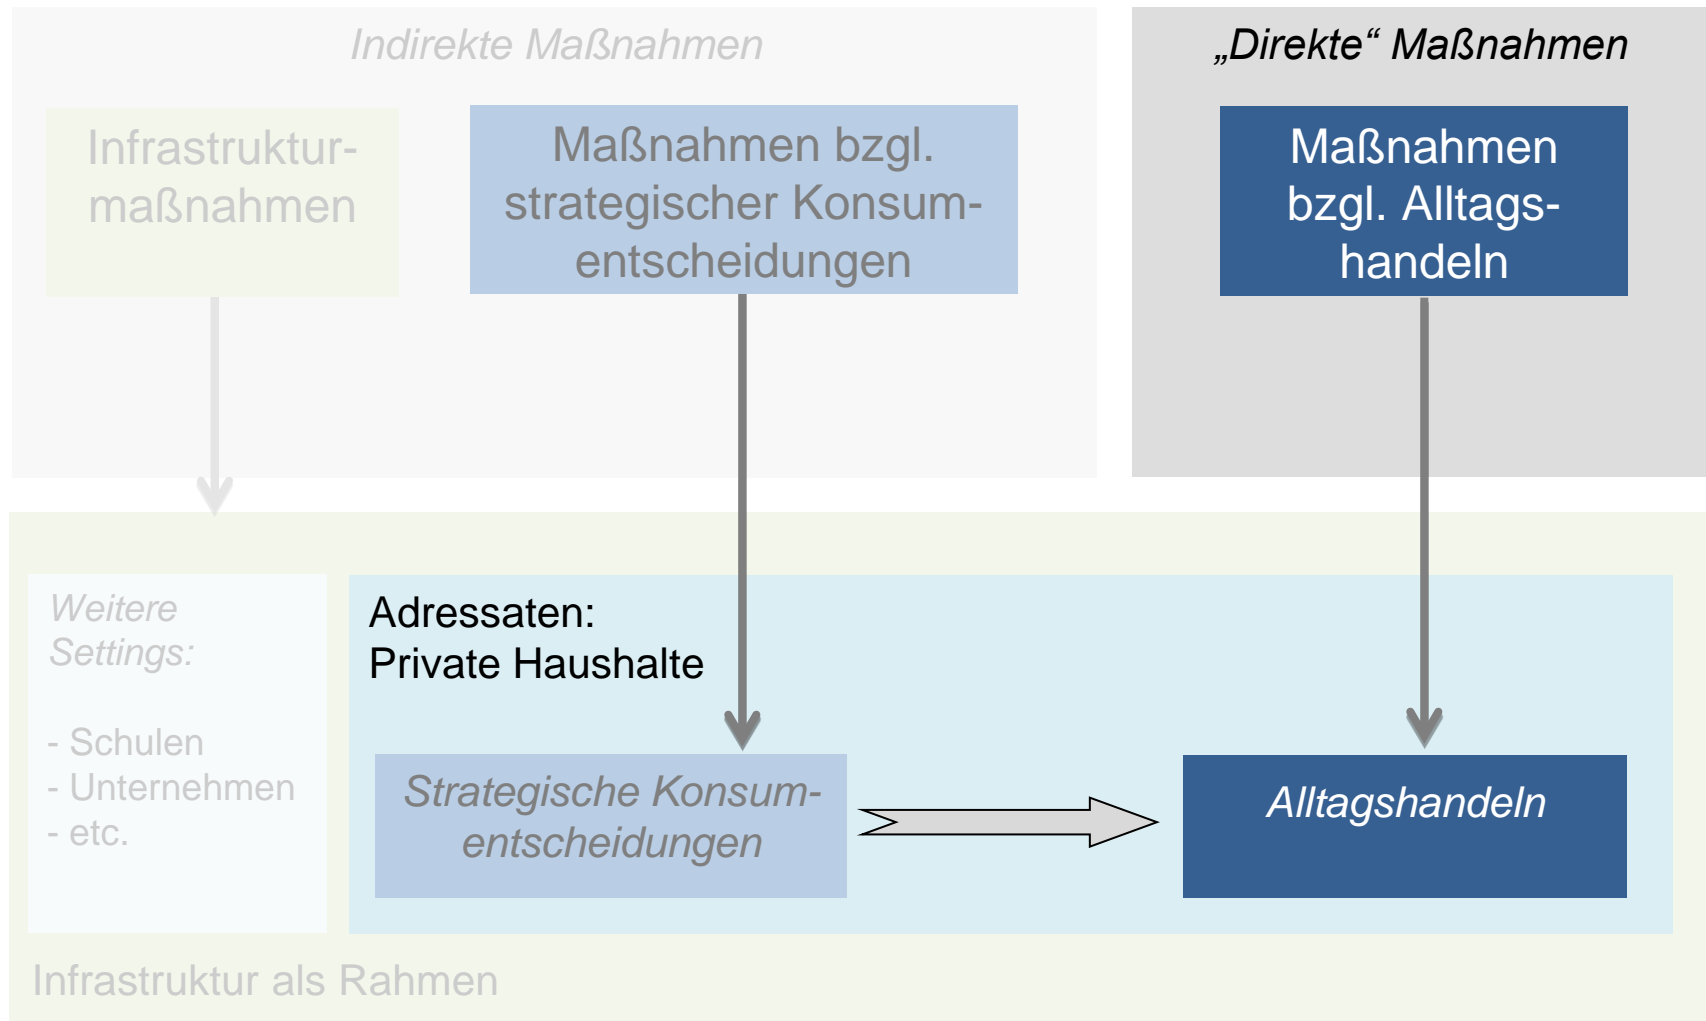 Indirekte Maßnahmen
„Direkte“ Maßnahmen
Infrastruktur-
maßnahmen
Maßnahmen bzgl.
strategischer Konsum-
entscheidungen
Maßnahmen
bzgl. Alltags-
handeln
Weitere
Settings:
- Schulen
- Unternehmen
- etc.
Adressaten:
Private Haushalte
Strategische Konsum-
entscheidungen
Alltagshandeln
Infrastruktur als Rahmen